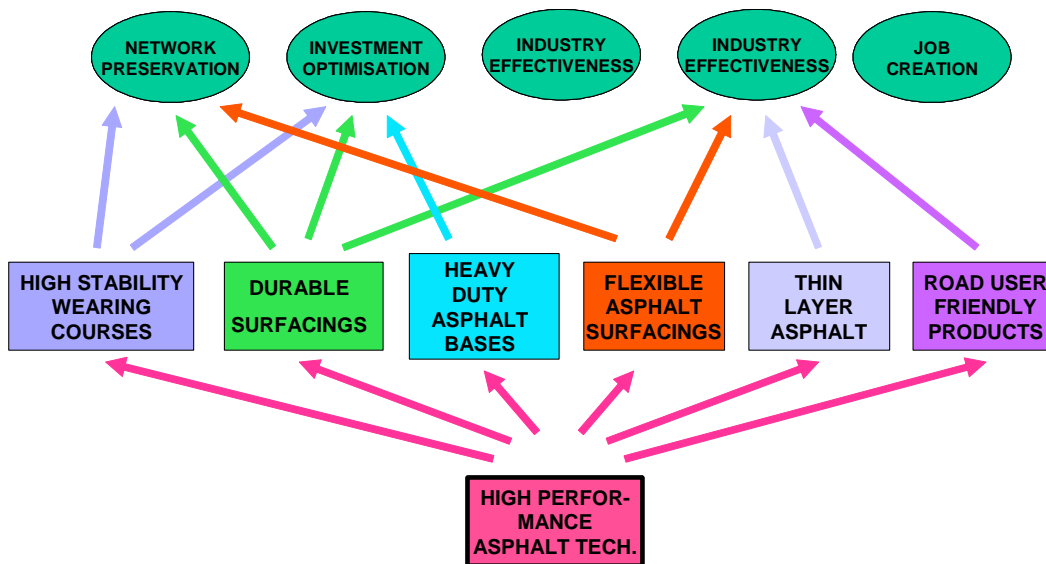 NETWORK
PRESERVATION
INVESTMENT
OPTIMISATION
INDUSTRY
EFFECTIVENESS
INDUSTRY
EFFECTIVENESS
JOB
CREATION
HIGH STABILITY
WEARING
COURSES
DURABLE
SURFACINGS
HEAVY
DUTY
ASPHALT
BASES
FLEXIBLE
ASPHALT
SURFACINGS
THIN
LAYER
ASPHALT
ROAD USER
FRIENDLY
PRODUCTS
HIGH PERFOR-
MANCE
ASPHALT TECH.